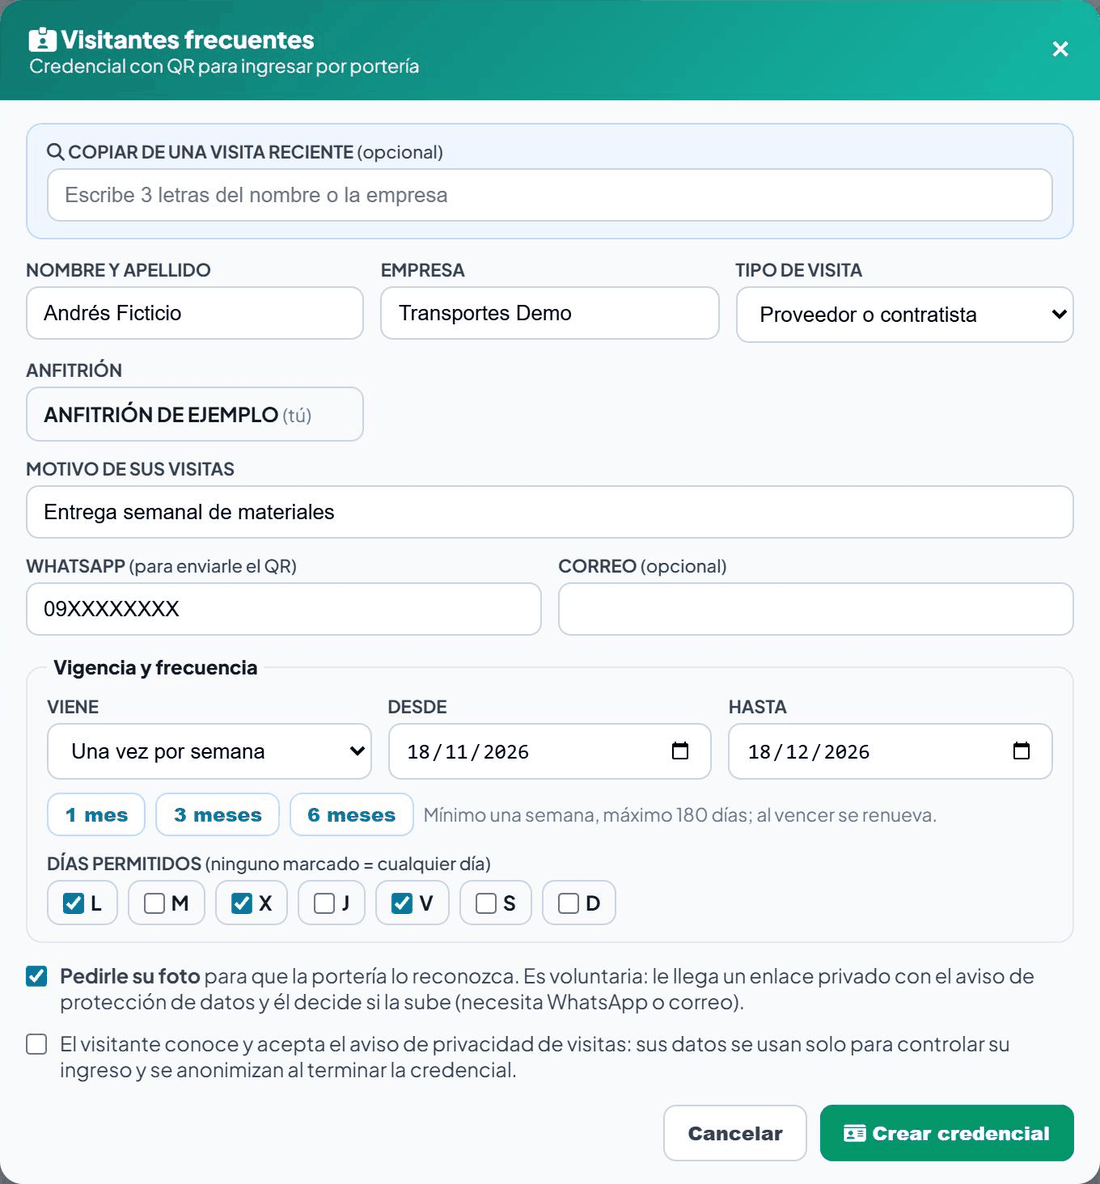 Visitantes frecuentes
Credencial con QR para ingresar por portería
COPIAR DE UNA VISITA RECIENTE (opcional)
Escribe 3 letras del nombre o la empresa
NOMBRE Y APELLIDO
EMPRESA
TIPO DE VISITA
Andrés Ficticio
Transportes Demo
Proveedor o contratista
ANFITRIÓN
ANFITRIÓN DE EJEMPLO (tú)
MOTIVO DE SUS VISITAS
Entrega semanal de materiales
WHATSAPP (para enviarle el QR)
CORREO (opcional)
09XXXXXXXX
Vigencia y frecuencia
VIENE
DESDE
HASTA
Una vez por semana
18/11/2026
18/12/2026
1 mes
3 meses
6 meses
Mínimo una semana, máximo 180 días; al vencer se renueva.
DÍAS PERMITIDOS (ninguno marcado = cualquier día)
L
M
X
J
V
S
D
Pedirle su foto para que la portería lo reconozca. Es voluntaria: le llega un enlace privado con el aviso de
protección de datos y él decide si la sube (necesita WhatsApp o correo).
El visitante conoce y acepta el aviso de privacidad de visitas: sus datos se usan solo para controlar su
ingreso y se anonimizan al terminar la credencial.
Cancelar
Crear credencial